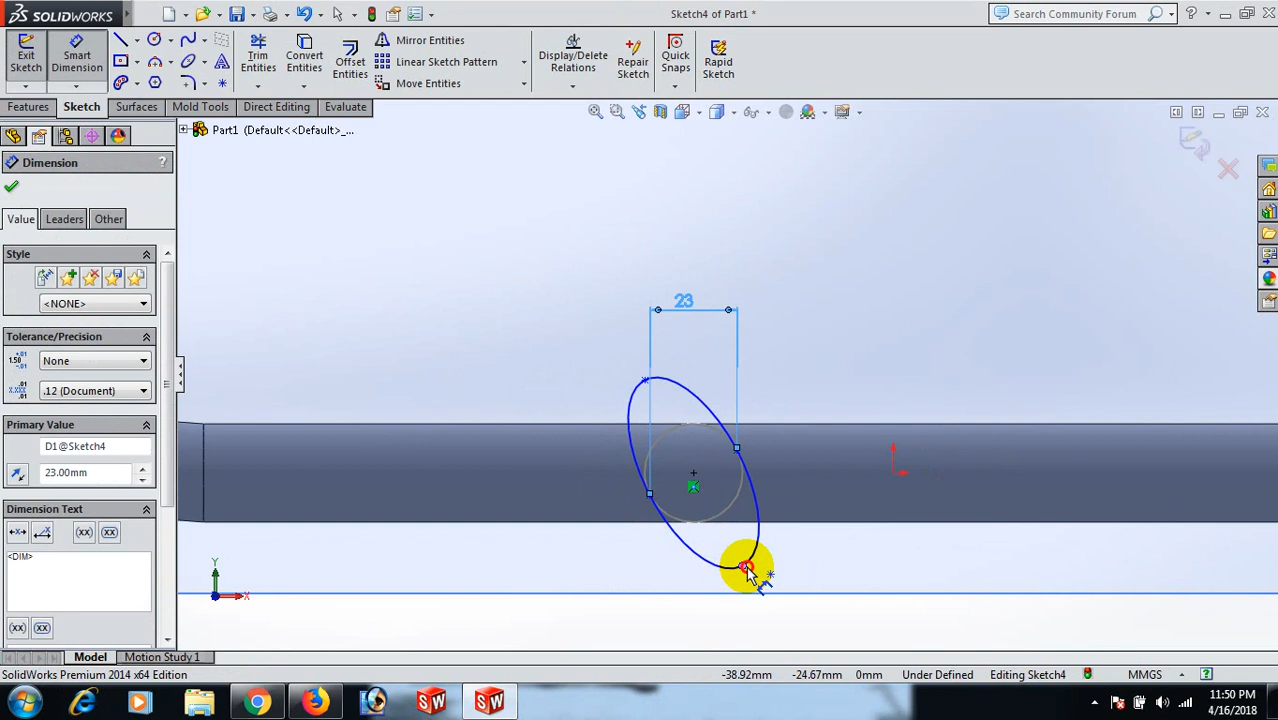 SOLIDWORKS
Sketch4 of Part1 *
Search Community Forum
?
Exit Sketch
Smart Dimension
Trim Entities
Convert Entities
Offset Entities
Mirror Entities
Linear Sketch Pattern
Move Entities
Display/Delete Relations
Repair Sketch
Quick Snaps
Rapid Sketch
Features
Sketch
Surfaces
Mold Tools
Direct Editing
Evaluate
Part1 (Default<<Default>_...
Dimension
?
Value
Leaders
Other
Style
<NONE>
Tolerance/Precision
None
.12 (Document)
Primary Value
D1@Sketch4
23.00mm
Dimension Text
(xx)
(xx)
<DIM>
(xx)
(xx)
23
Y
X
Model
Motion Study 1
SolidWorks Premium 2014 x64 Edition
-38.92mm
-24.67mm
0mm
Under Defined
Editing Sketch4
MMGS
?
11:50 PM
4/16/2018